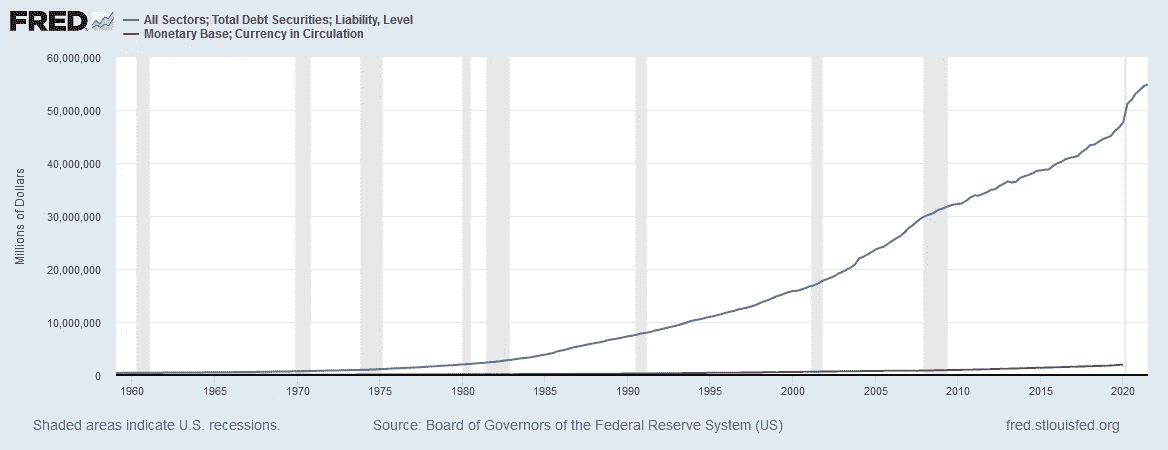 FRED
All Sectors; Total Debt Securities; Liability, Level
Monetary Base; Currency in Circulation
60,000,000
50,000,000
40,000,000
30,000,000
20,000,000
10,000,000
0
Millions of Dollars
1960 1965 1970 1975 1980 1985 1990 1995 2000 2005 2010 2015 2020
Shaded areas indicate U.S. recessions. Source: Board of Governors of the Federal Reserve System (US) fred.stlouisfed.org